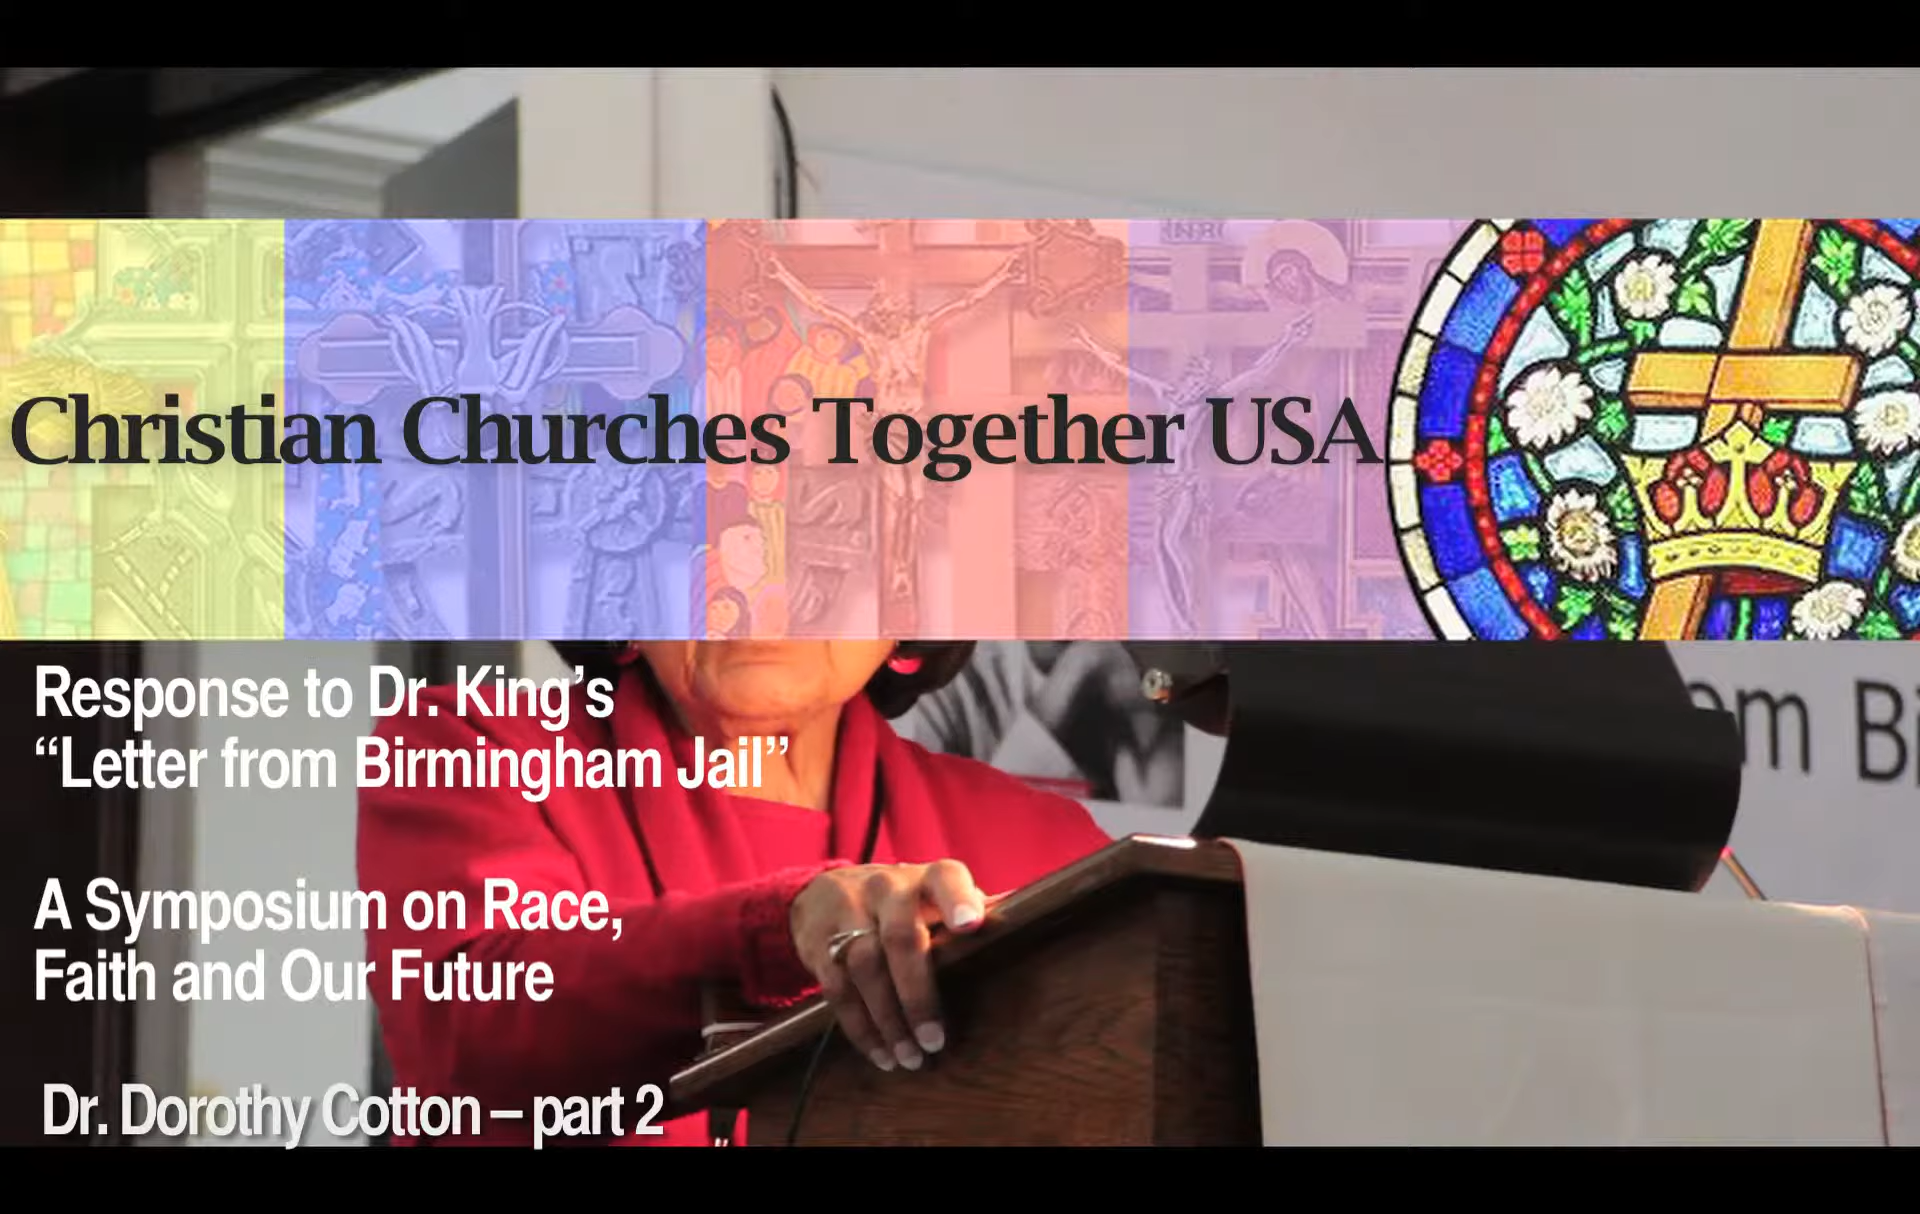 Christian Churches Together USA
Response to Dr. King’s
“Letter from Birmingham Jail”
A Symposium on Race,
Faith and Our Future
Dr. Dorothy Cotton – part 2